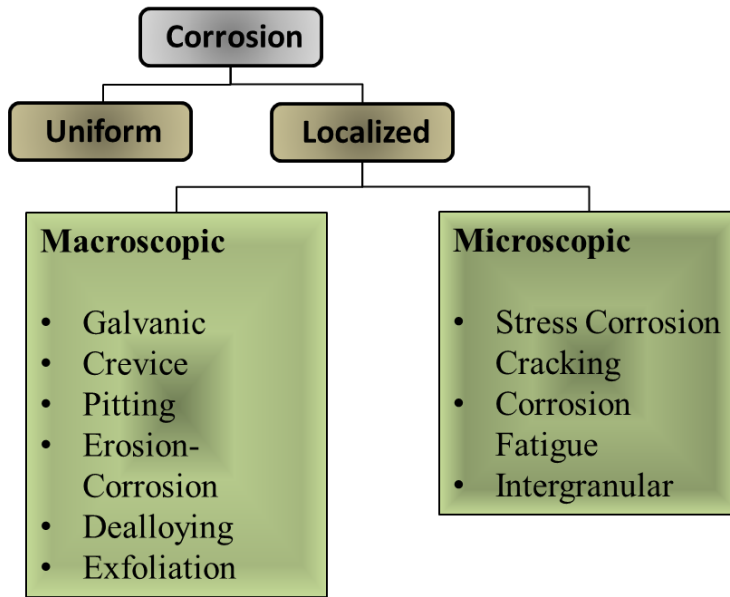 Corrosion
Uniform
Localized
Macroscopic
• Galvanic
• Crevice
• Pitting
• Erosion-
Corrosion
• Dealloying
• Exfoliation
Microscopic
• Stress Corrosion
Cracking
• Corrosion
Fatigue
• Intergranular